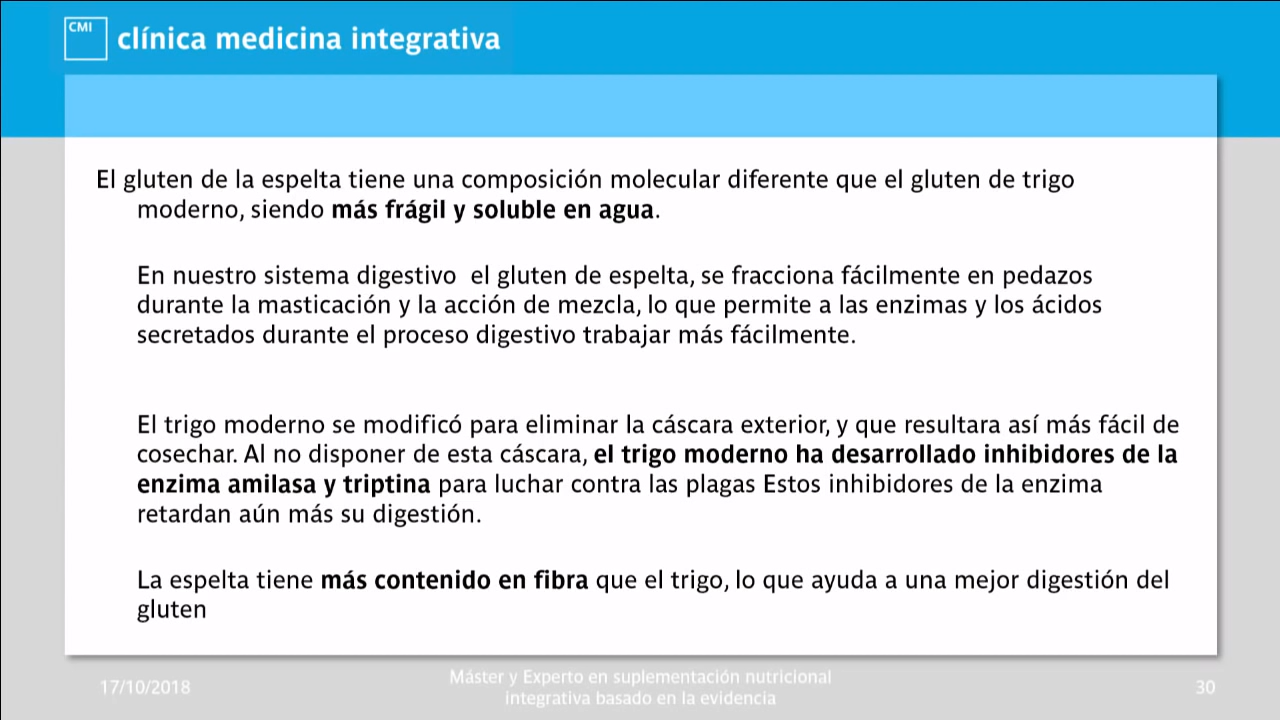 CMI
clínica medicina integrativa
El gluten de la espelta tiene una composición molecular diferente que el gluten de trigo
moderno, siendo más frágil y soluble en agua.
En nuestro sistema digestivo  el gluten de espelta, se fracciona fácilmente en pedazos
durante la masticación y la acción de mezcla, lo que permite a las enzimas y los ácidos
secretados durante el proceso digestivo trabajar más fácilmente.
El trigo moderno se modificó para eliminar la cáscara exterior, y que resultara así más fácil de
cosechar. Al no disponer de esta cáscara, el trigo moderno ha desarrollado inhibidores de la
enzima amilasa y triptina para luchar contra las plagas Estos inhibidores de la enzima
retardan aún más su digestión.
La espelta tiene más contenido en fibra que el trigo, lo que ayuda a una mejor digestión del
gluten
17/10/2018
Máster y Experto en suplementación nutricional
integrativa basado en la evidencia
30